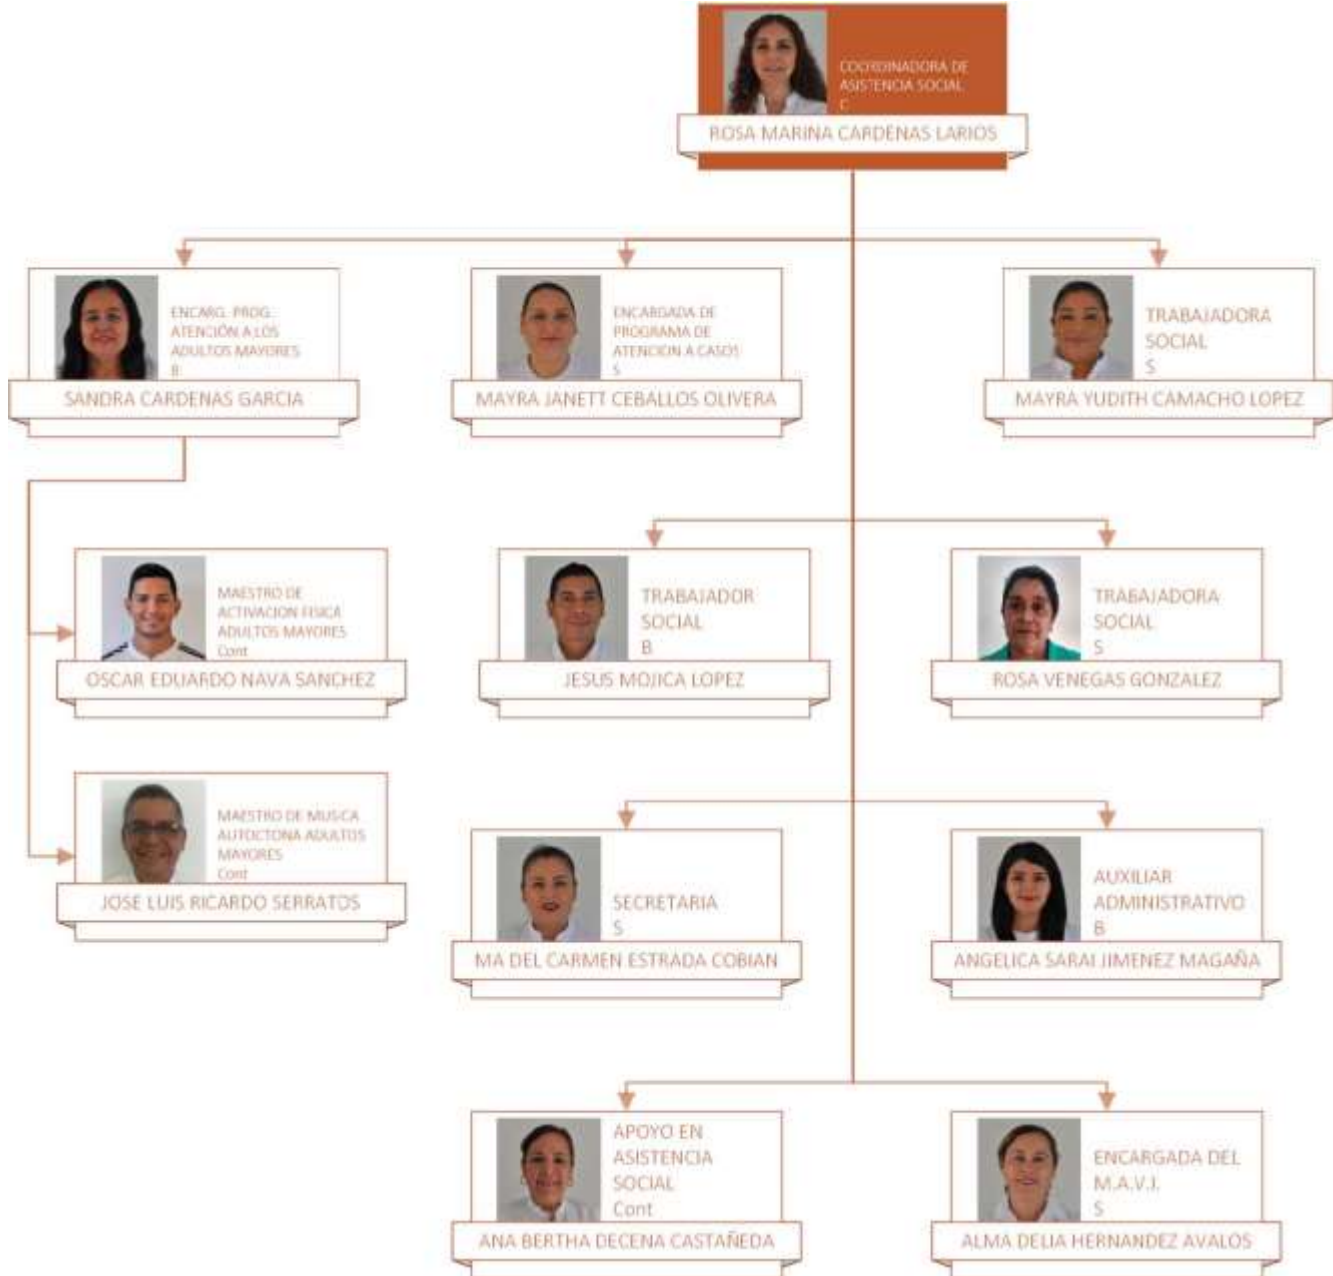 COORDINADORA DE
ASISTENCIA SOCIAL
C
ROSA MARINA CARDENAS LARIOS
ENCARG. PROG.
ATENCIÓN A LOS
ADULTOS MAYORES
B
SANDRA CARDENAS GARCIA
ENCARGADA DE
PROGRAMA DE
ATENCIÓN A CASOS
S
MAYRA JANETT CEBALLOS OLIVERA
TRABAJADORA
SOCIAL
S
MAYRA YUDITH CAMACHO LOPEZ
MAESTRO DE
ACTIVACION FISICA
ADULTOS MAYORES
Cont
OSCAR EDUARDO NAVA SANCHEZ
TRABAJADOR
SOCIAL
B
JESUS MOJICA LOPEZ
TRABAJADORA
SOCIAL
S
ROSA VENEGAS GONZALEZ
MAESTRO DE MUSICA
AUTOCTONA ADULTOS
MAYORES
Cont
JOSE LUIS RICARDO SERRATOS
SECRETARIA
S
MA DEL CARMEN ESTRADA COBIAN
AUXILIAR
ADMINISTRATIVO
B
ANGELICA SARAI JIMENEZ MAGAÑA
APOYO EN
ASISTENCIA
SOCIAL
Cont
ANA BERTHA DECENA CASTAÑEDA
ENCARGADA DEL
M.A.V.I.
S
ALMA DELIA HERNANDEZ AVALOS